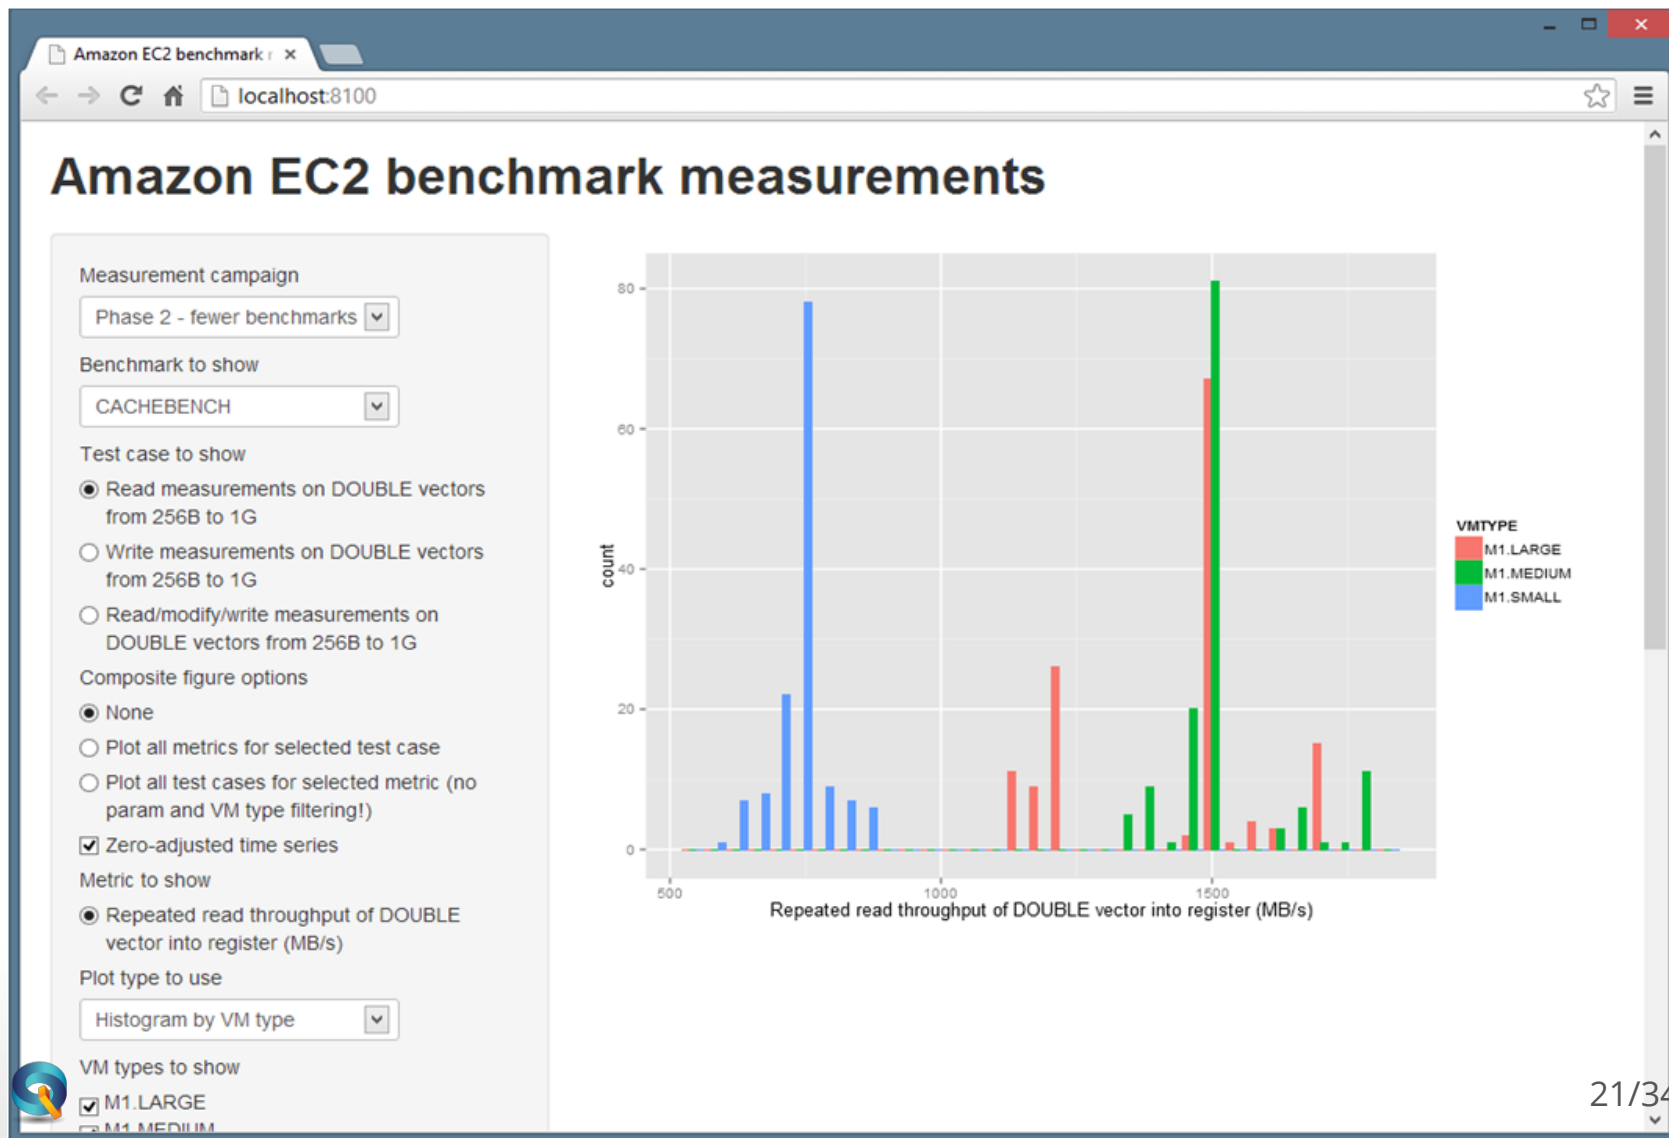 Amazon EC2 benchmark r
localhost:8100
Amazon EC2 benchmark measurements
Measurement campaign
Phase 2 - fewer benchmarks
Benchmark to show
CACHEBENCH
Test case to show
Read measurements on DOUBLE vectors
from 256B to 1G
Write measurements on DOUBLE vectors
from 256B to 1G
Read/modify/write measurements on
DOUBLE vectors from 256B to 1G
Composite figure options
None
Plot all metrics for selected test case
Plot all test cases for selected metric (no
param and VM type filtering!)
Zero-adjusted time series
Metric to show
Repeated read throughput of DOUBLE
vector into register (MB/s)
Plot type to use
Histogram by VM type
VM types to show
M1.LARGE
M1.MEDIUM
80
60
40
20
0
count
500 1000 1500
Repeated read throughput of DOUBLE vector into register (MB/s)
VMTYPE
M1.LARGE
M1.MEDIUM
M1.SMALL
21/34